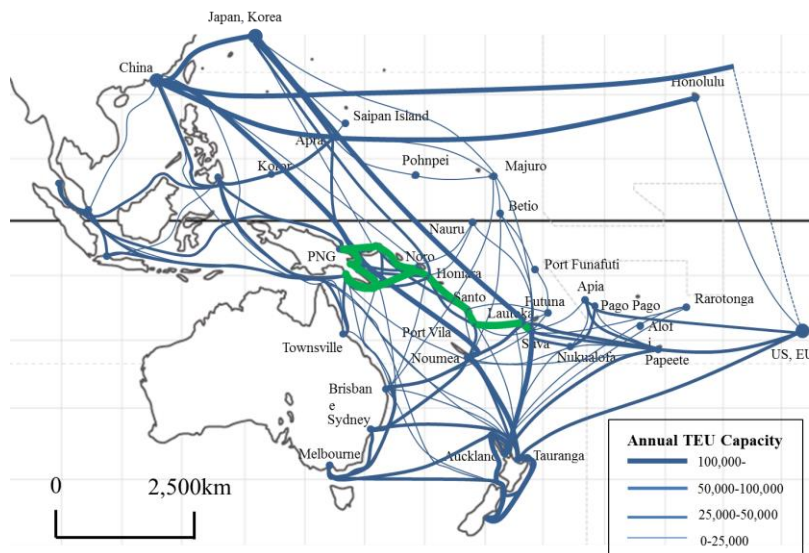 Japan, Korea
China
Honolulu
Saipan Island
Apra
Koror
Pohnpei
Majuro
Betio
Nauru
PNG
Noro
Honiara
Port Funafuti
Santo
Futuna
Apia
Pago Pago
Rarotonga
Lautoka
Alof
i
Port Vila
Suva
Townsville
Noumea
Nukualofa
Papeete
US, EU
Brisban
e
Sydney
Melbourne
Auckland
Tauranga
0
2,500km
Annual TEU Capacity
100,000-
50,000-100,000
25,000-50,000
0-25,000